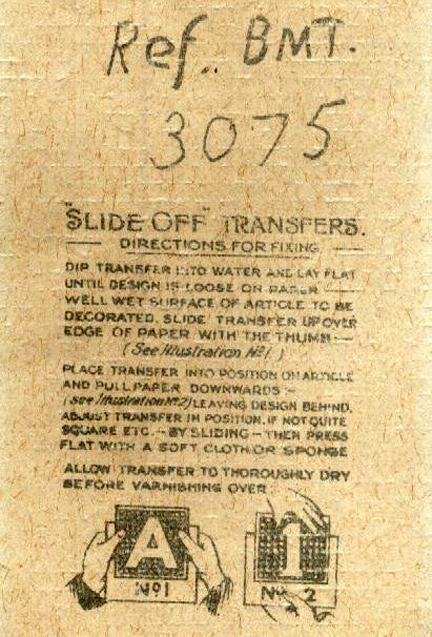 Ref. BMT.
3075
"SLIDE OFF" TRANSFERS.
DIRECTIONS FOR FIXING
DIP TRANSFER INTO WATER AND LAY FLAT
UNTIL DESIGN IS LOOSE ON PAPER
WELL WET SURFACE OF ARTICLE TO BE
DECORATED. SLIDE TRANSFER UP OVER
EDGE OF PAPER WITH THE THUMB—
(See Illustration Nº1.)
PLACE TRANSFER INTO POSITION ON ARTICLE
AND PULL PAPER DOWNWARDS —
(see Illustration Nº2) LEAVING DESIGN BEHIND.
ADJUST TRANSFER IN POSITION, IF NOT QUITE
SQUARE ETC. — BY SLIDING — THEN PRESS
FLAT WITH A SOFT CLOTH OR SPONGE
ALLOW TRANSFER TO THOROUGHLY DRY
BEFORE VARNISHING OVER
A
Nº1
1
Nº 2